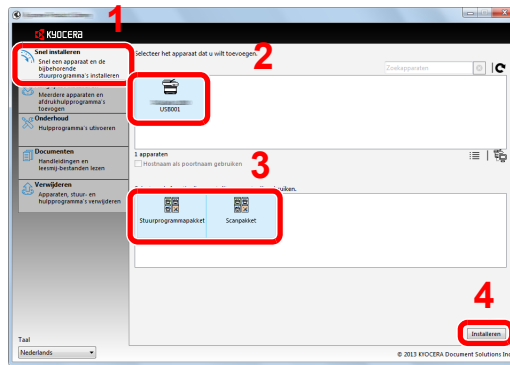 1
KYOCERA
Snel installeren
Snel een apparaat en de
bijbehorende
stuurprogramma's installeren
Selecteer het apparaat dat u wilt toevoegen.
2
Zoekapparaten
Meerdere apparaten en
afdrukhulpprogramma's
toevoegen
USB001
Onderhoud
Hulpprogramma's uitvoeren
Documenten
Handleidingen en
leesmij-bestanden lezen
1 apparaten
Hostnaam als poortnaam gebruiken
3
Verwijderen
Apparaten, stuur- en
hulpprogramma's verwijderen
Stuurprogrammapakket
Scanpakket
4
Installeren
Taal
Nederlands
© 2013 KYOCERA Document Solutions Inc